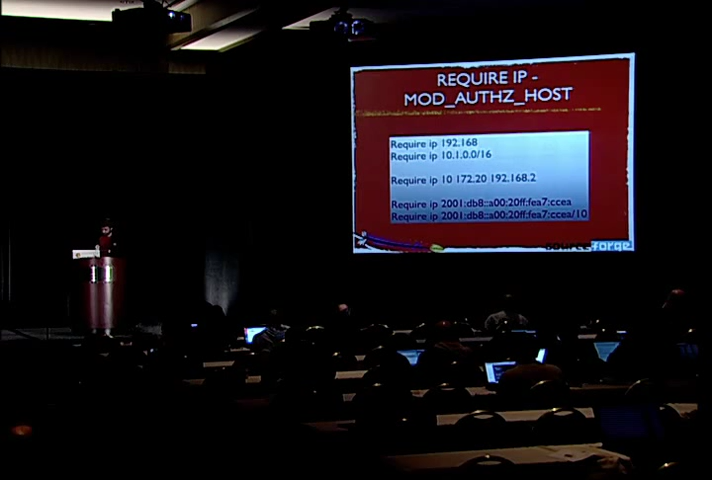 REQUIRE IP -
MOD_AUTHZ_HOST
Require ip 192.168
Require ip 10.1.0.0/16
Require ip 10 172.20 192.168.2
Require ip 2001:db8::a00:20ff:fea7:ccea
Require ip 2001:db8::a00:20ff:fea7:ccea/10
sourceforge